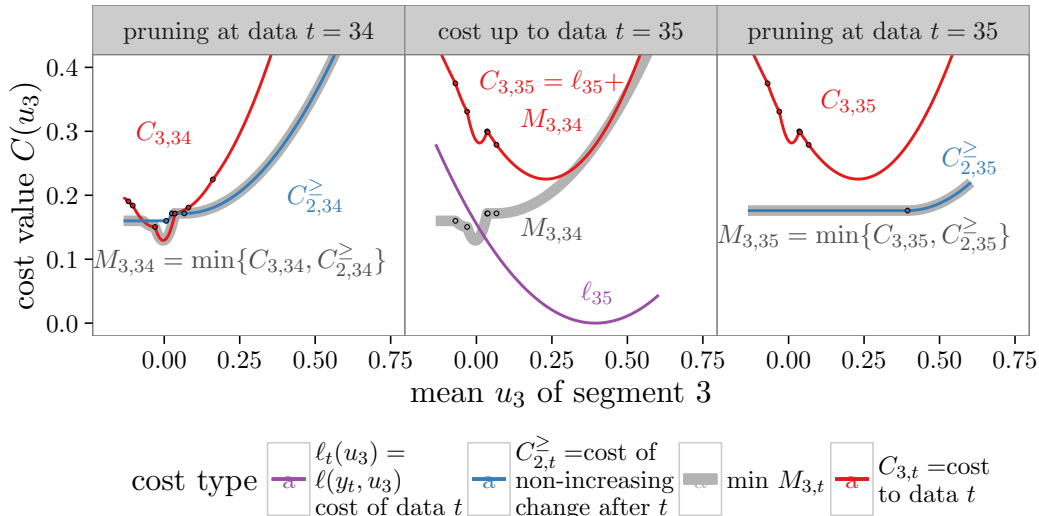 pruning at data t = 34
cost up to data t = 35
pruning at data t = 35
cost value C(u₃)
0.4
0.3
0.2
0.1
0.0
C₃,₃₄
C≥₂,₃₄
M₃,₃₄ = min{C₃,₃₄, C≥₂,₃₄}
C₃,₃₅ = ℓ₃₅+
M₃,₃₄
M₃,₃₄
ℓ₃₅
C₃,₃₅
C≥₂,₃₅
M₃,₃₅ = min{C₃,₃₅, C≥₂,₃₅}
0.00 0.25 0.50 0.75 0.00 0.25 0.50 0.75 0.00 0.25 0.50 0.75
mean u₃ of segment 3
cost type
a
ℓₜ(u₃) =
ℓ(yₜ, u₃)
cost of data t
a
C≥₂,ₜ =cost of
non-increasing
change after t
a
min M₃,ₜ
a
C₃,ₜ =cost
to data t